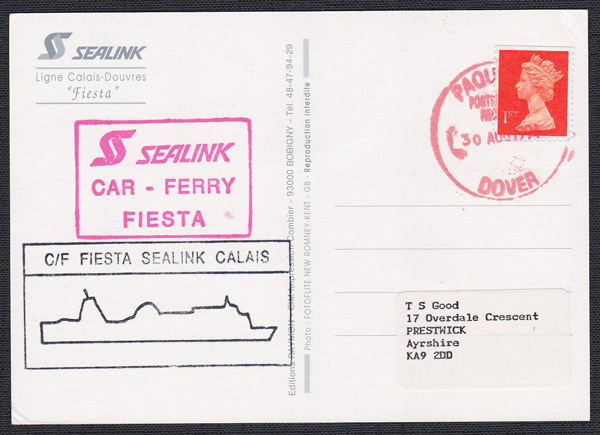 SEALINK
Ligne Calais-Douvres
"Fiesta"
SEALINK
CAR - FERRY
FIESTA
C/F FIESTA SEALINK CALAIS
Combier - 93000 BOBIGNY - Tél. 48-47-94-29
Photo : FOTOFLITE NEW ROMNEY-KENT - GB - Reproduction interdite
1ST
30 AUG
DOVER
T S Good
17 Overdale Crescent
PRESTWICK
Ayrshire
KA9 2DD